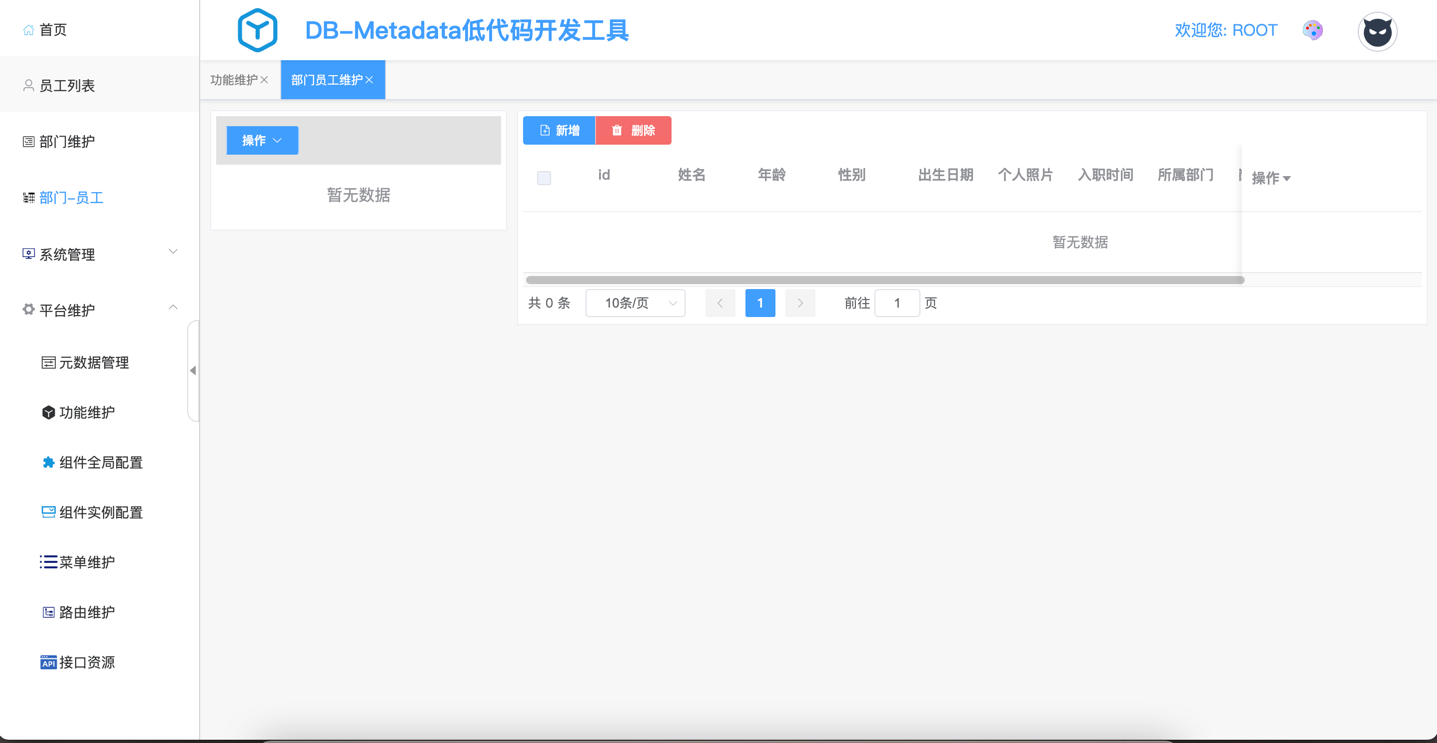 首页
员工列表
部门维护
部门-员工
系统管理
平台维护
元数据管理
功能维护
组件全局配置
组件实例配置
菜单维护
路由维护
API接口资源
DB-Metadata低代码开发工具
欢迎您: ROOT
功能维护
部门员工维护
操作
暂无数据
新增 删除
id 姓名 年龄 性别 出生日期 个人照片 入职时间 所属部门 操作
暂无数据
共 0 条 10条/页 1 前往 1 页